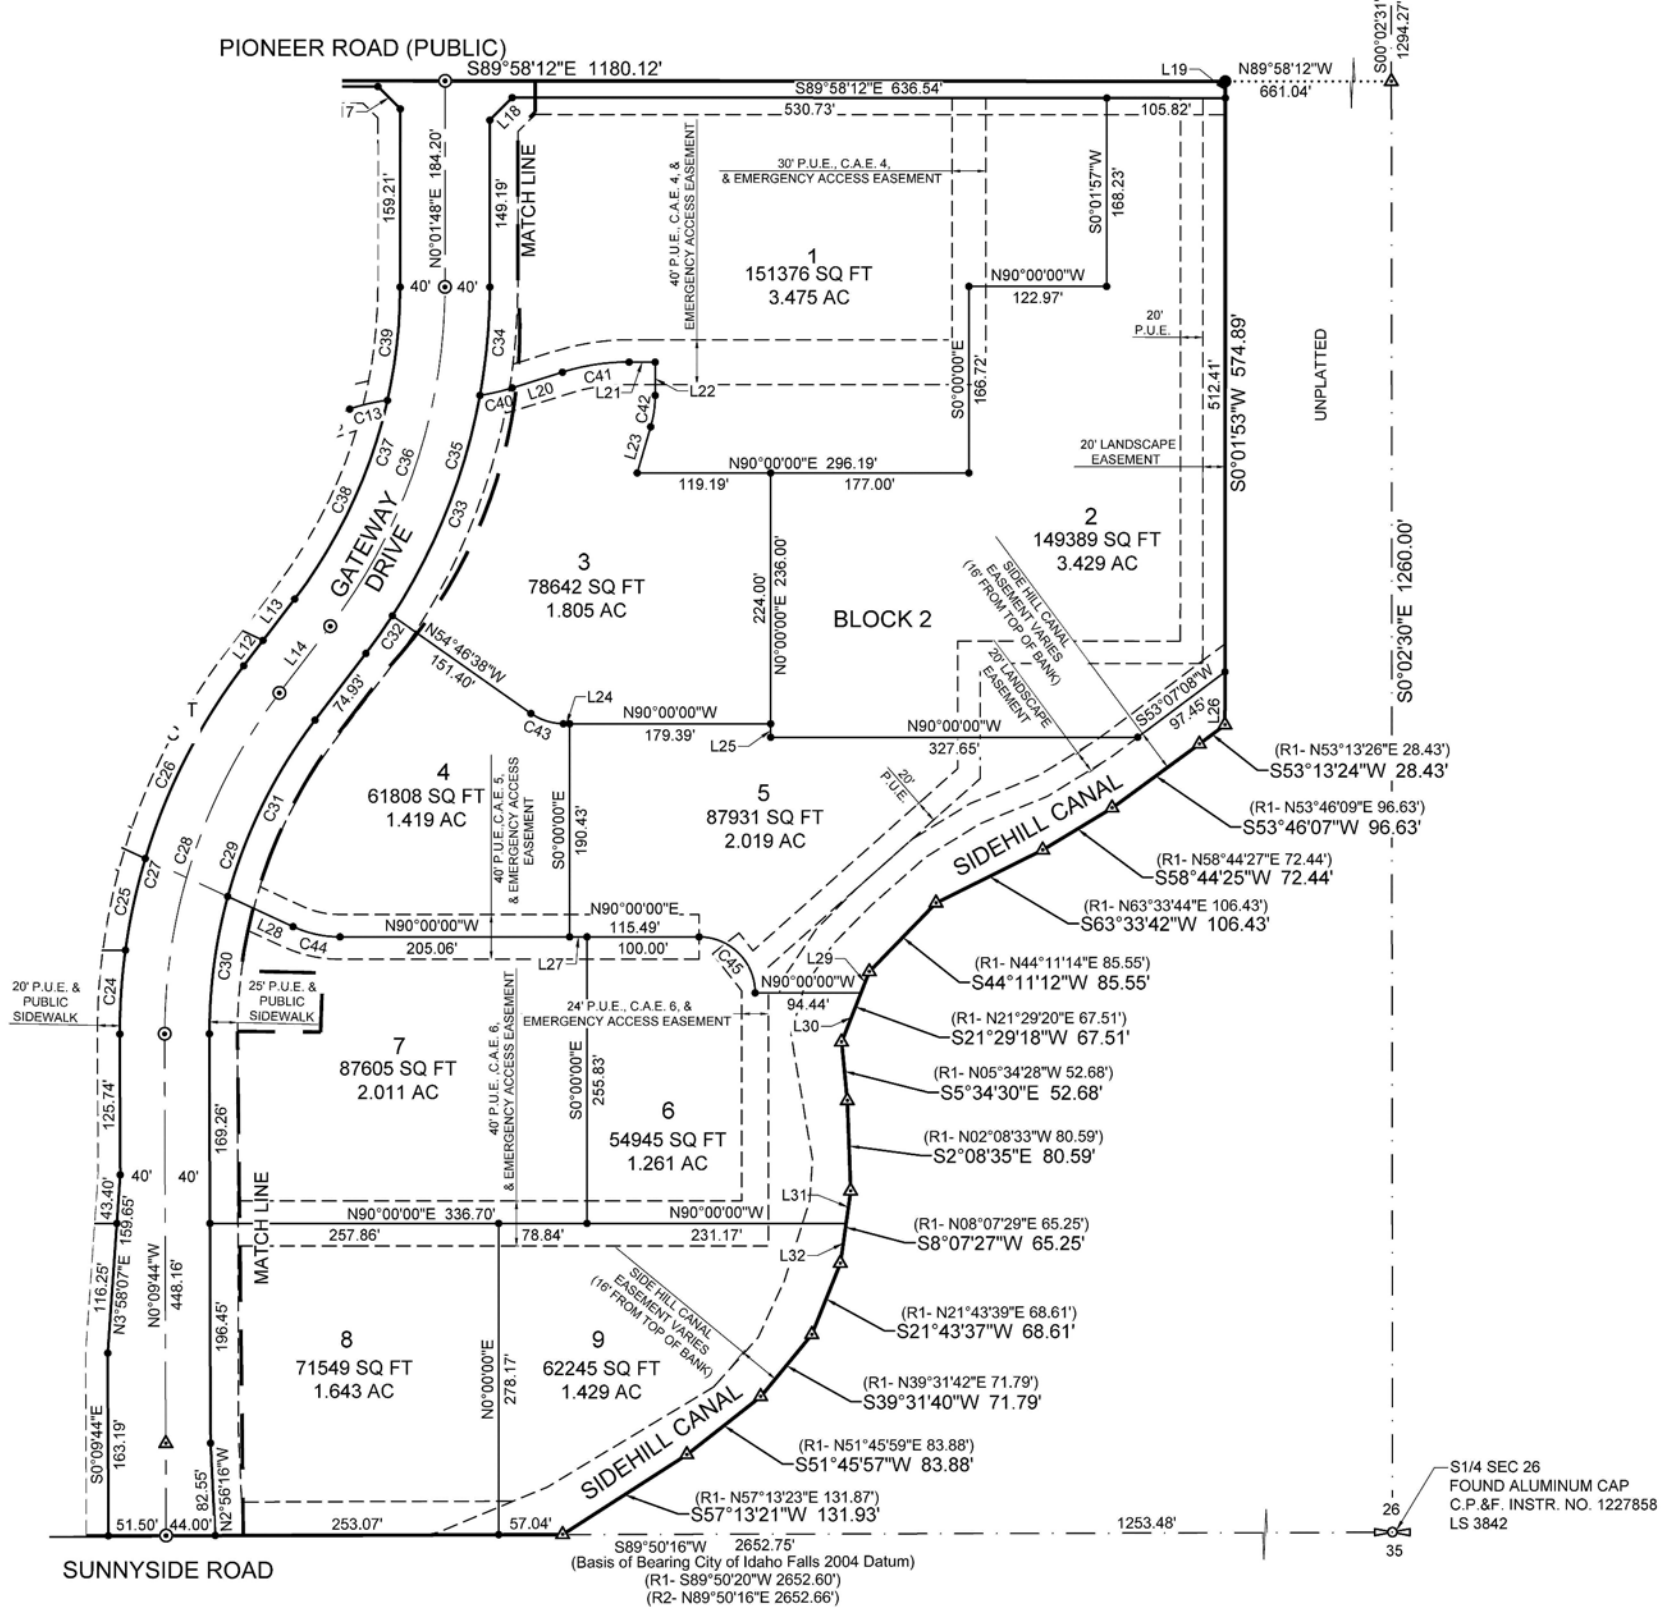 PIONEER ROAD (PUBLIC)
S89°58'12"E 1180.12'
L19
N89°58'12"W
661.04'
S00°02'31"
1294.27'
S89°58'12"E 636.54'
530.73'
105.82'
L18
N0°01'48"E 184.20'
159.21'
149.19'
MATCH LINE
40' P.U.E., C.A.E. 4, &
EMERGENCY ACCESS EASEMENT
30' P.U.E., C.A.E. 4,
& EMERGENCY ACCESS EASEMENT
S0°01'57"W
168.23'
1
151376 SQ FT
3.475 AC
40'
40'
N90°00'00"W
122.97'
C39
C34
20'
P.U.E.
S0°00'00"E
166.72'
512.41'
S0°01'53"W 574.89'
UNPLATTED
C13
C40
L20
C41
L21
L22
C42
L23
C37
C36
C35
C38
C33
N90°00'00"E 296.19'
119.19'
177.00'
20' LANDSCAPE
EASEMENT
GATEWAY
DRIVE
2
149389 SQ FT
3.429 AC
3
78642 SQ FT
1.805 AC
224.00'
N0°00'00"E 236.00'
BLOCK 2
SIDE HILL CANAL
EASEMENT VARIES
(16' FROM TOP OF BANK)
20' LANDSCAPE
EASEMENT
S0°02'30"E 1260.00'
L13
L12
L14
C32
N54°46'38"W
151.40'
74.93'
L24
C43
N90°00'00"W
179.39'
L25
N90°00'00"W
327.65'
S53°07'08"W
97.45'
L26
(R1- N53°13'26"E 28.43')
S53°13'24"W 28.43'
C26
C31
4
61808 SQ FT
1.419 AC
40' P.U.E.,C.A.E. 5,
& EMERGENCY ACCESS
EASEMENT
S0°00'00"E
190.43'
5
87931 SQ FT
2.019 AC
20'
P.U.E.
SIDEHILL CANAL
(R1- N53°46'09"E 96.63')
S53°46'07"W 96.63'
(R1- N58°44'27"E 72.44')
S58°44'25"W 72.44'
C27
C28
C29
C25
(R1- N63°33'44"E 106.43')
S63°33'42"W 106.43'
L28
C44
N90°00'00"W
205.06'
L27
N90°00'00"E
115.49'
100.00'
C45
L29
N90°00'00"W
94.44'
L30
(R1- N44°11'14"E 85.55')
S44°11'12"W 85.55'
C24
C30
20' P.U.E. &
PUBLIC
SIDEWALK
25' P.U.E. &
PUBLIC
SIDEWALK
40' P.U.E. ,C.A.E. 6,
& EMERGENCY ACCESS EASEMENT
24' P.U.E., C.A.E. 6, &
EMERGENCY ACCESS EASEMENT
(R1- N21°29'20"E 67.51')
S21°29'18"W 67.51'
7
87605 SQ FT
2.011 AC
S0°00'00"E
255.83'
6
54945 SQ FT
1.261 AC
(R1- N05°34'28"W 52.68')
S5°34'30"E 52.68'
125.74'
169.26'
(R1- N02°08'33"W 80.59')
S2°08'35"E 80.59'
40'
40'
43.40'
MATCH LINE
L31
N90°00'00"E 336.70'
257.86'
78.84'
N90°00'00"W
231.17'
(R1- N08°07'29"E 65.25')
S8°07'27"W 65.25'
L32
116.25'
N3°58'07"E 159.65'
N0°09'44"W
448.16'
196.45'
SIDE HILL CANAL
EASEMENT VARIES
(16' FROM TOP OF BANK)
(R1- N21°43'39"E 68.61')
S21°43'37"W 68.61'
8
71549 SQ FT
1.643 AC
N0°00'00"E
278.17'
9
62245 SQ FT
1.429 AC
(R1- N39°31'42"E 71.79')
S39°31'40"W 71.79'
S0°09'44"E
163.19'
82.55'
N2°56'16"W
SIDEHILL CANAL
(R1- N51°45'59"E 83.88')
S51°45'57"W 83.88'
(R1- N57°13'23"E 131.87')
S57°13'21"W 131.93'
S1/4 SEC 26
FOUND ALUMINUM CAP
C.P.&F. INSTR. NO. 1227858
LS 3842
26
35
51.50'
44.00'
253.07'
57.04'
1253.48'
SUNNYSIDE ROAD
S89°50'16"W 2652.75'
(Basis of Bearing City of Idaho Falls 2004 Datum)
(R1- S89°50'20"W 2652.60')
(R2- N89°50'16"E 2652.66')